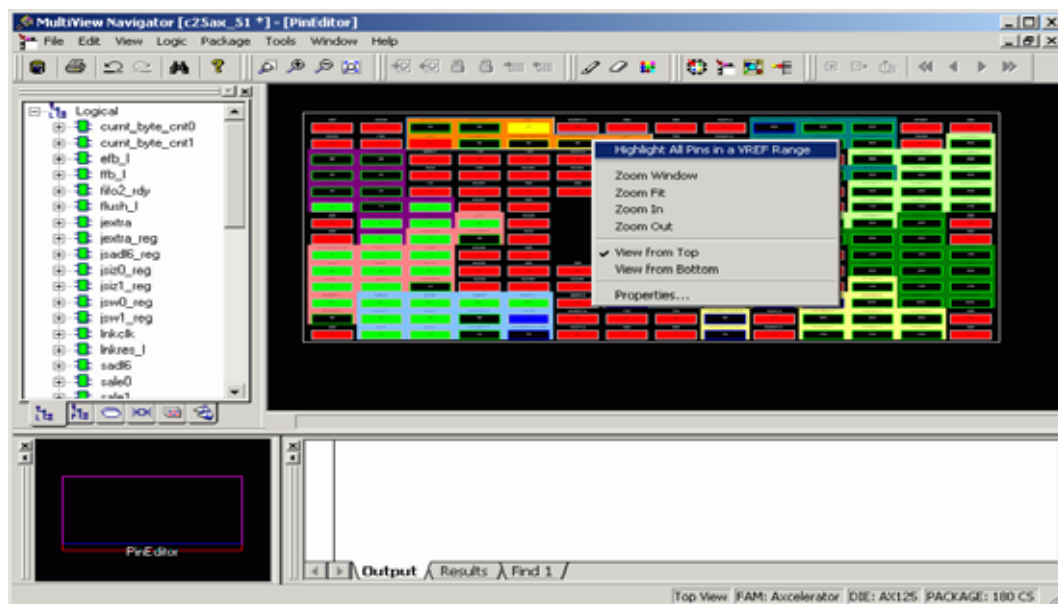 MultiView Navigator [c25ax_S1 *] - [PinEditor]
File Edit View Logic Package Tools Window Help
Logical
curnt_byte_cnt0
curnt_byte_cnt1
efb_l
ffb_l
fifo2_rdy
flush_l
jextra
jextra_reg
jsadl6_reg
jsiz0_reg
jsiz1_reg
jsw0_reg
jsw1_reg
lnkclk
lnkres_l
sadl6
sale0
sale1
Highlight All Pins in a VREF Range
Zoom Window
Zoom Fit
Zoom In
Zoom Out
View from Top
View from Bottom
Properties...
PinEditor
Output Results Find 1
Top View FAM: Axcelerator DIE: AX125 PACKAGE: 180 CS